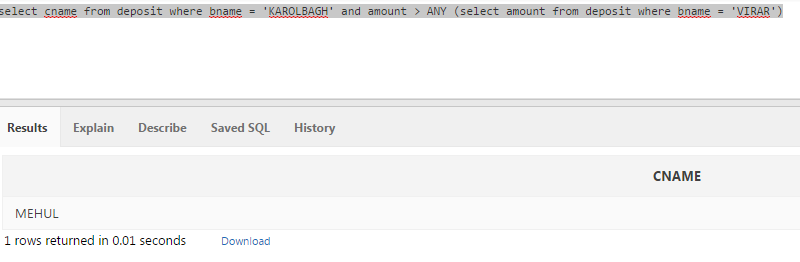 select cname from deposit where bname = 'KAROLBAGH' and amount > ANY (select amount from deposit where bname = 'VIRAR')
Results Explain Describe Saved SQL History
CNAME
MEHUL
1 rows returned in 0.01 seconds Download